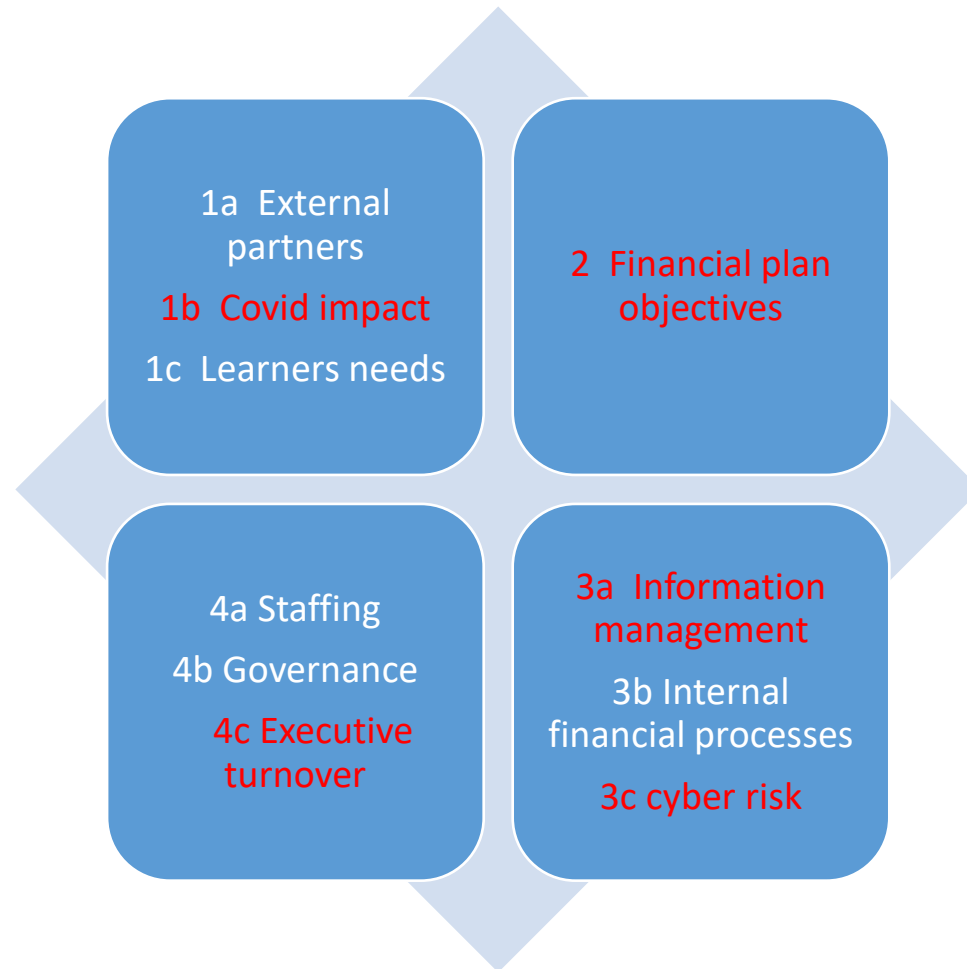 1a  External
partners
1b  Covid impact
1c  Learners needs
2  Financial plan
objectives
4a Staffing
4b Governance
4c Executive
turnover
3a  Information
management
3b Internal
financial processes
3c cyber risk